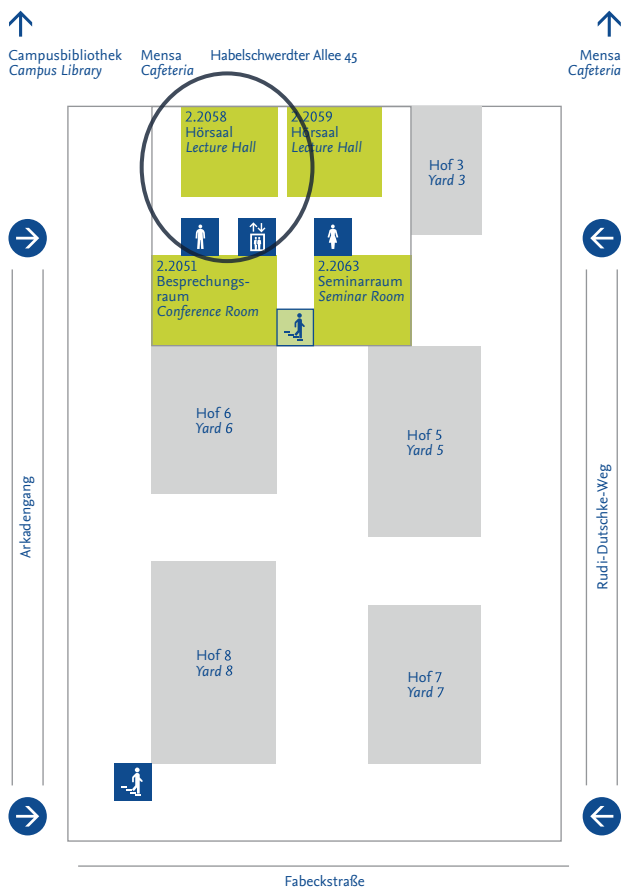 Campusbibliothek
Campus Library
Mensa
Cafeteria
Habelschwerdter Allee 45
Mensa
Cafeteria
2.2058
Hörsaal
Lecture Hall
2.2059
Hörsaal
Lecture Hall
Hof 3
Yard 3
2.2051
Besprechungs-
raum
Conference Room
2.2063
Seminarraum
Seminar Room
Hof 6
Yard 6
Hof 5
Yard 5
Arkadengang
Rudi-Dutschke-Weg
Hof 8
Yard 8
Hof 7
Yard 7
Fabeckstraße